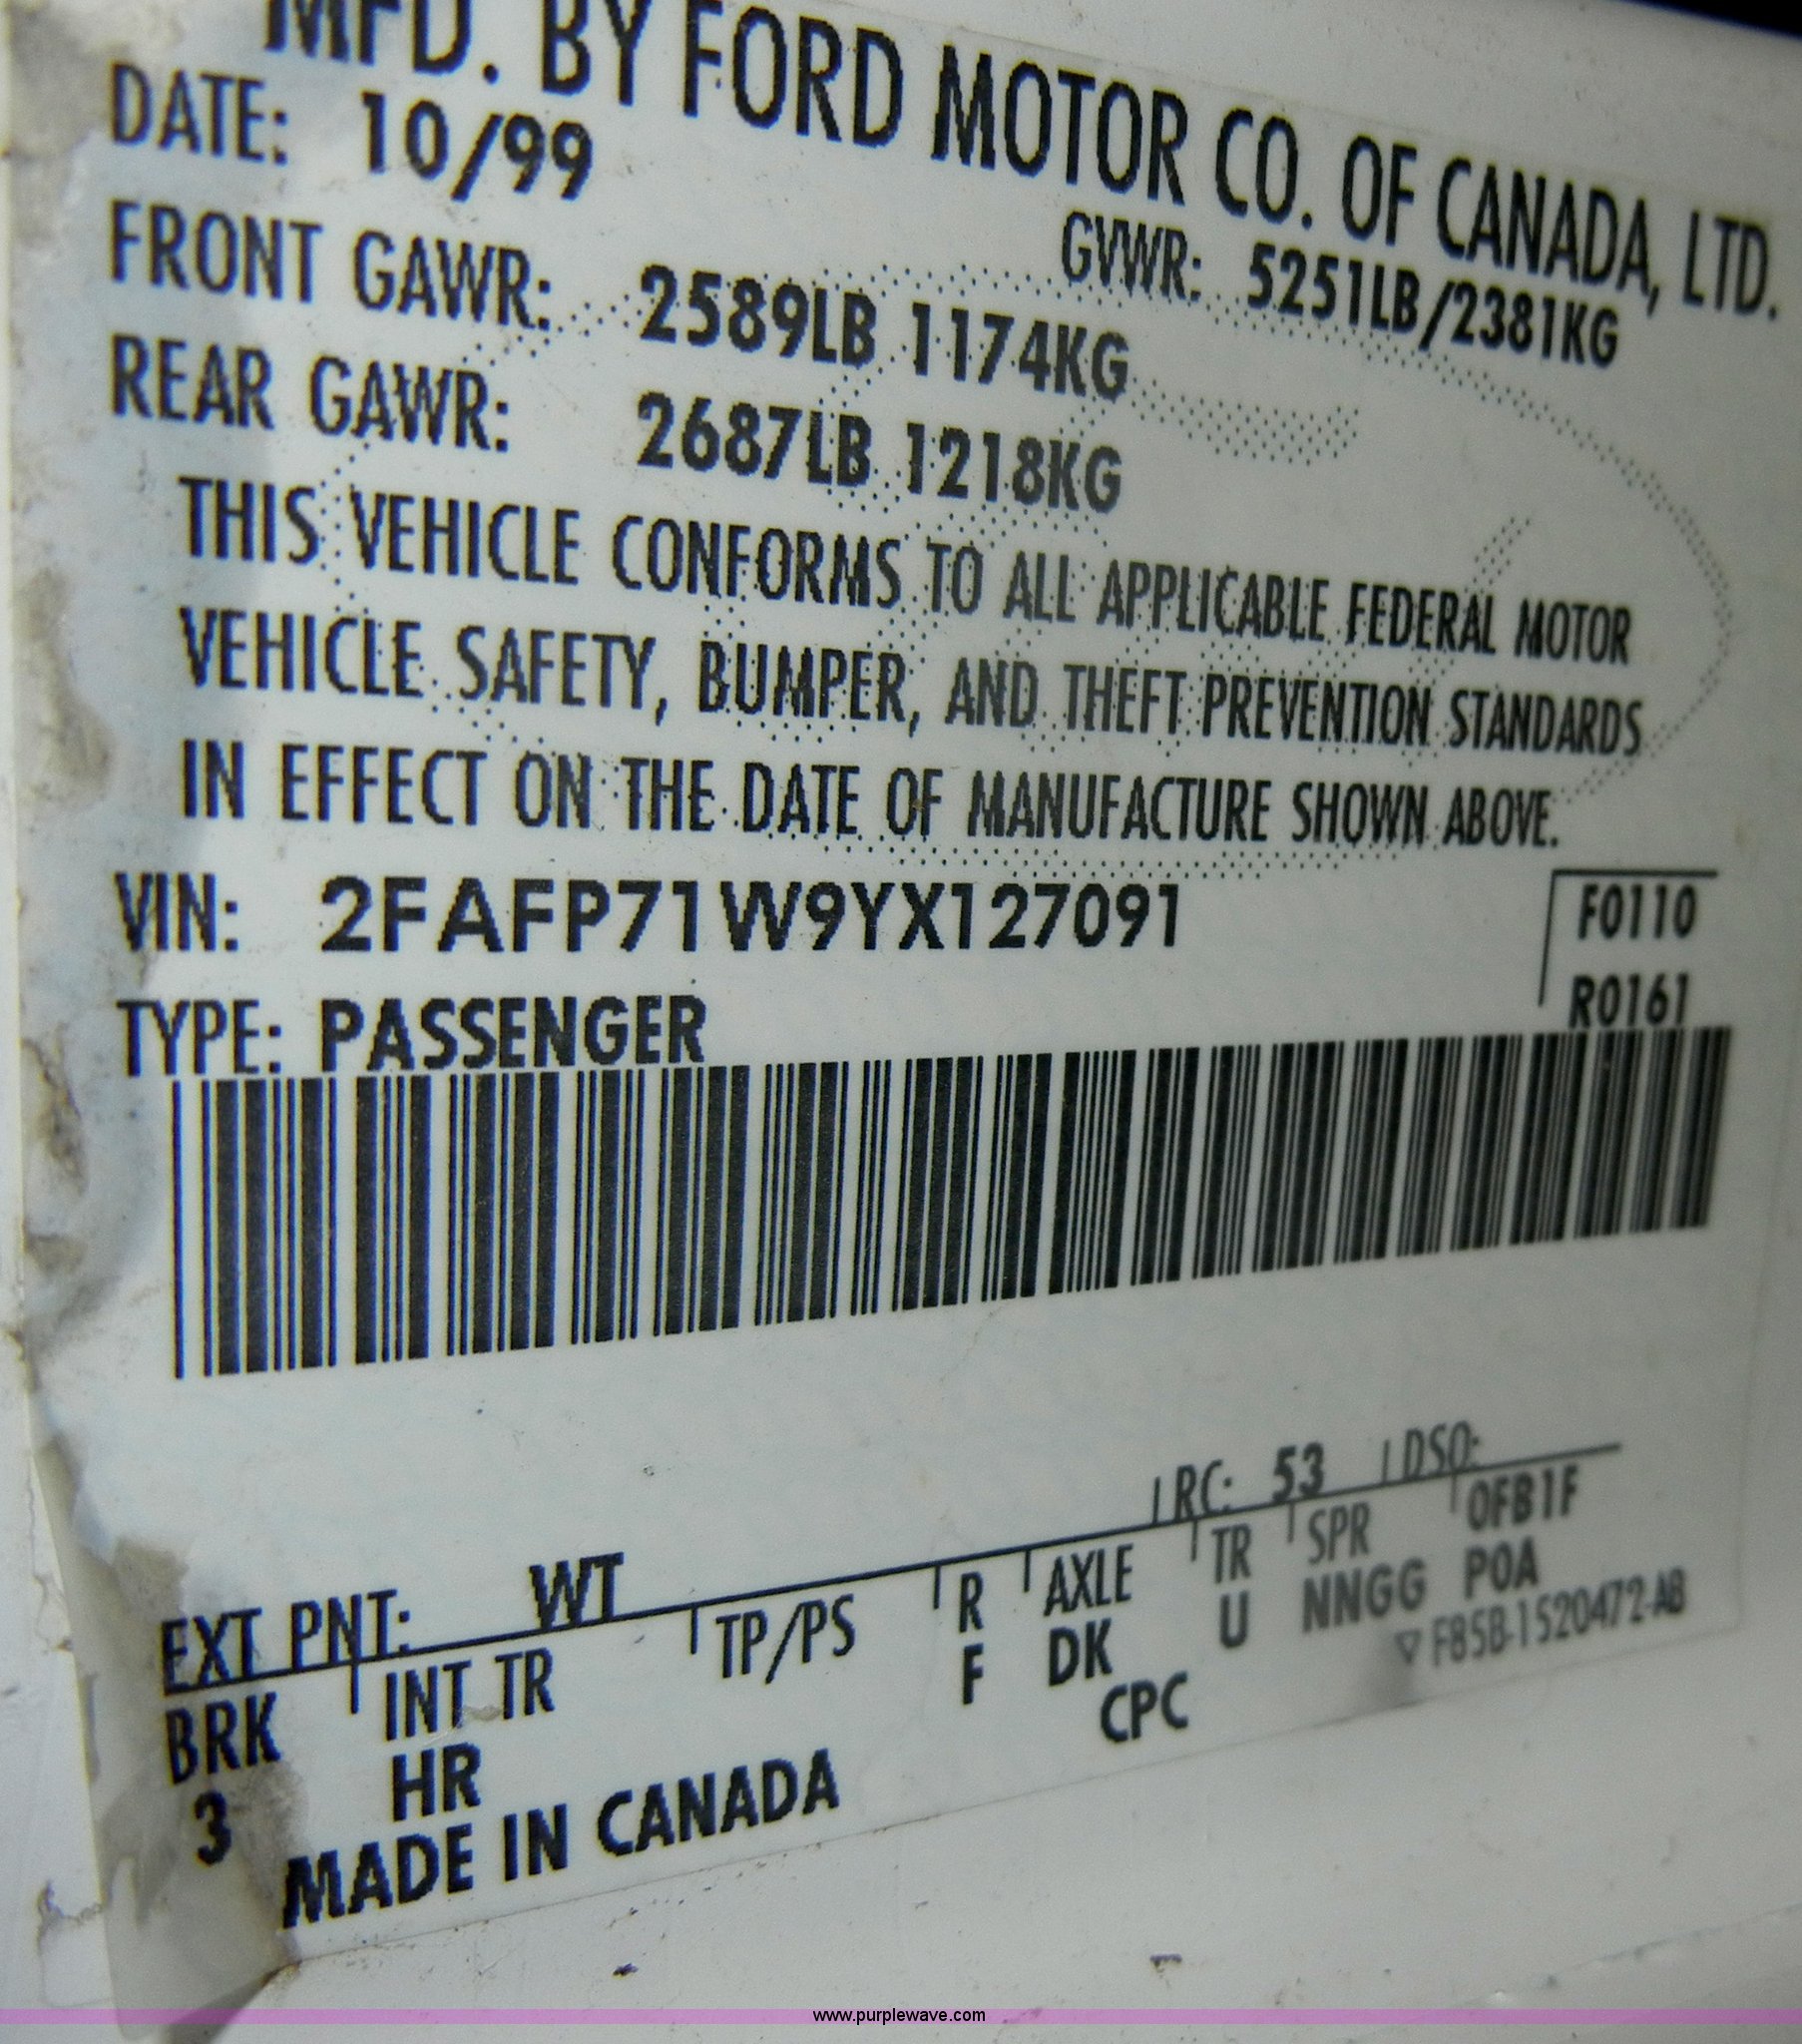 MFD. BY FORD MOTOR CO. OF CANADA, LTD.
DATE: 10/99
GVWR: 5251LB/2381KG
FRONT GAWR: 2589LB 1174KG
REAR GAWR: 2687LB 1218KG
THIS VEHICLE CONFORMS TO ALL APPLICABLE FEDERAL MOTOR
VEHICLE SAFETY, BUMPER, AND THEFT PREVENTION STANDARDS
IN EFFECT ON THE DATE OF MANUFACTURE SHOWN ABOVE.
VIN: 2FAFP71W9YX127091
F0110
TYPE: PASSENGER
R0161
EXT PNT: WT RC: 53 DSO:
BRK INT TR TP/PS R AXLE TR SPR OFB1F
3 HR F DK U NNGG POA
MADE IN CANADA CPC ▽ F85B-1520472-AB
www.purplewave.com